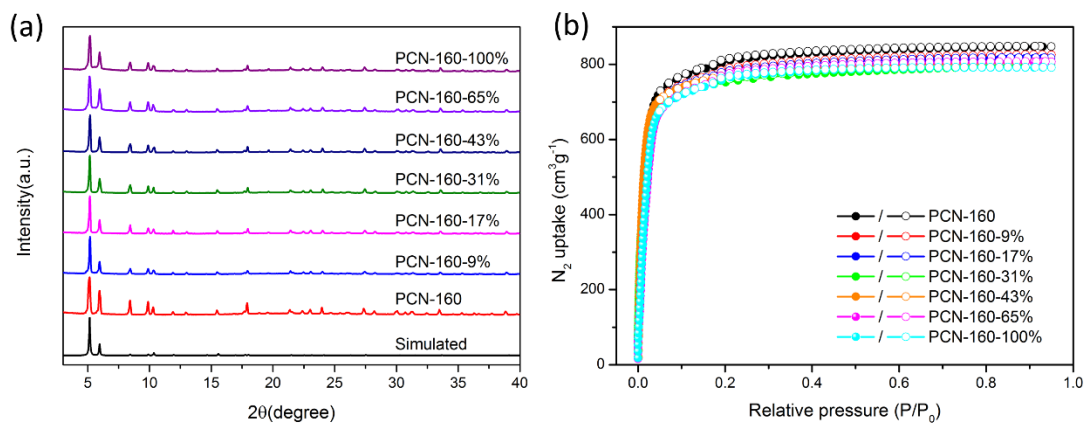 (a)
Intensity(a.u.)
PCN-160-100%
PCN-160-65%
PCN-160-43%
PCN-160-31%
PCN-160-17%
PCN-160-9%
PCN-160
Simulated
5 10 15 20 25 30 35 40
2θ(degree)
(b)
N₂ uptake (cm³g⁻¹)
800
600
400
200
0
/ PCN-160
/ PCN-160-9%
/ PCN-160-17%
/ PCN-160-31%
/ PCN-160-43%
/ PCN-160-65%
/ PCN-160-100%
0.0 0.2 0.4 0.6 0.8 1.0
Relative pressure (P/P₀)